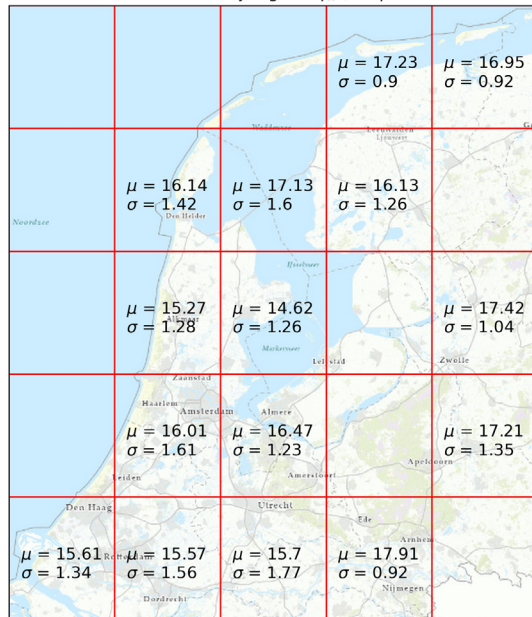 μ = 17.23
σ = 0.9
μ = 16.95
σ = 0.92
Waddenzee
Leeuwarden
Ljouwert
μ = 16.14
σ = 1.42
μ = 17.13
σ = 1.6
μ = 16.13
σ = 1.26
Den Helder
Noordzee
IJsselmeer
μ = 15.27
σ = 1.28
μ = 14.62
σ = 1.26
μ = 17.42
σ = 1.04
Markermeer
Lelystad
Zwolle
Zaanstad
Haarlem
Amsterdam
Almere
μ = 16.01
σ = 1.61
μ = 16.47
σ = 1.23
μ = 17.21
σ = 1.35
Apeldoorn
Leiden
Amersfoort
Den Haag
Utrecht
Ede
Arnhem
μ = 15.61
σ = 1.34
μ = 15.57
σ = 1.56
μ = 15.7
σ = 1.77
μ = 17.91
σ = 0.92
Nijmegen
Dordrecht